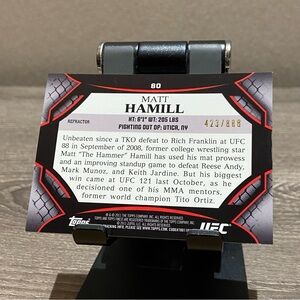 80
MATT
HAMILL
REFRACTOR
HT: 6'1" WT: 205 LBS
FIGHTING OUT OF: UTICA, NY
423/888
Unbeaten since a TKO defeat to Rich Franklin at UFC
88 in September of 2008, former college wrestling star
Matt "The Hammer" Hamill has used his mat prowess
and an improving standup game to defeat Reese Andy,
Mark Munoz, and Keith Jardine. But his biggest
win came at UFC 121 last October, as he
decisioned one of his MMA mentors,
former world champion Tito Ortiz.
Topps
UFC